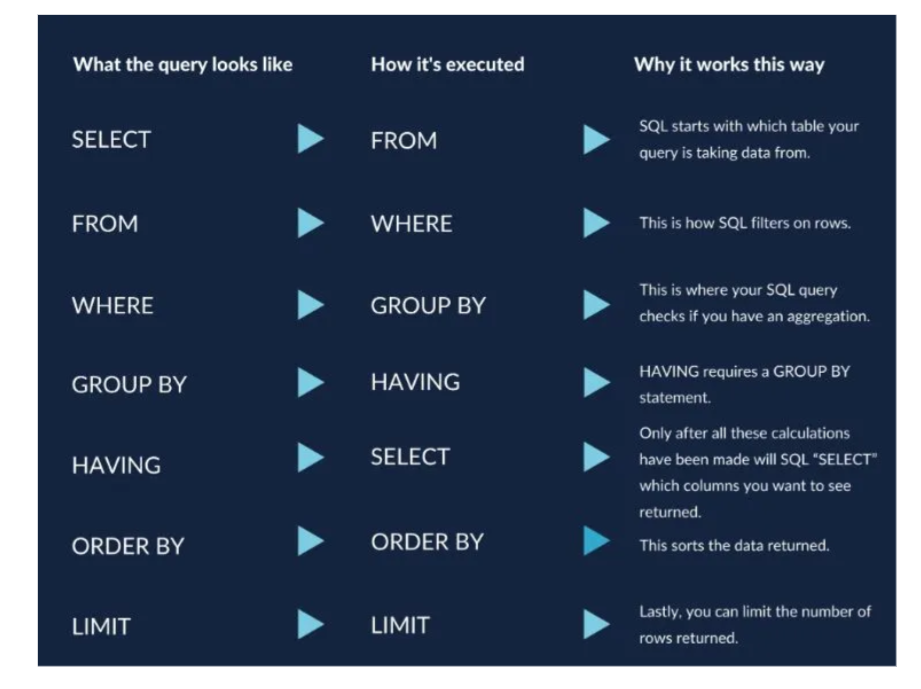 What the query looks like
How it's executed
Why it works this way
SELECT
FROM
SQL starts with which table your
query is taking data from.
FROM
WHERE
This is how SQL filters on rows.
WHERE
GROUP BY
This is where your SQL query
checks if you have an aggregation.
GROUP BY
HAVING
HAVING requires a GROUP BY
statement.
HAVING
SELECT
Only after all these calculations
have been made will SQL “SELECT”
which columns you want to see
returned.
ORDER BY
ORDER BY
This sorts the data returned.
LIMIT
LIMIT
Lastly, you can limit the number of
rows returned.